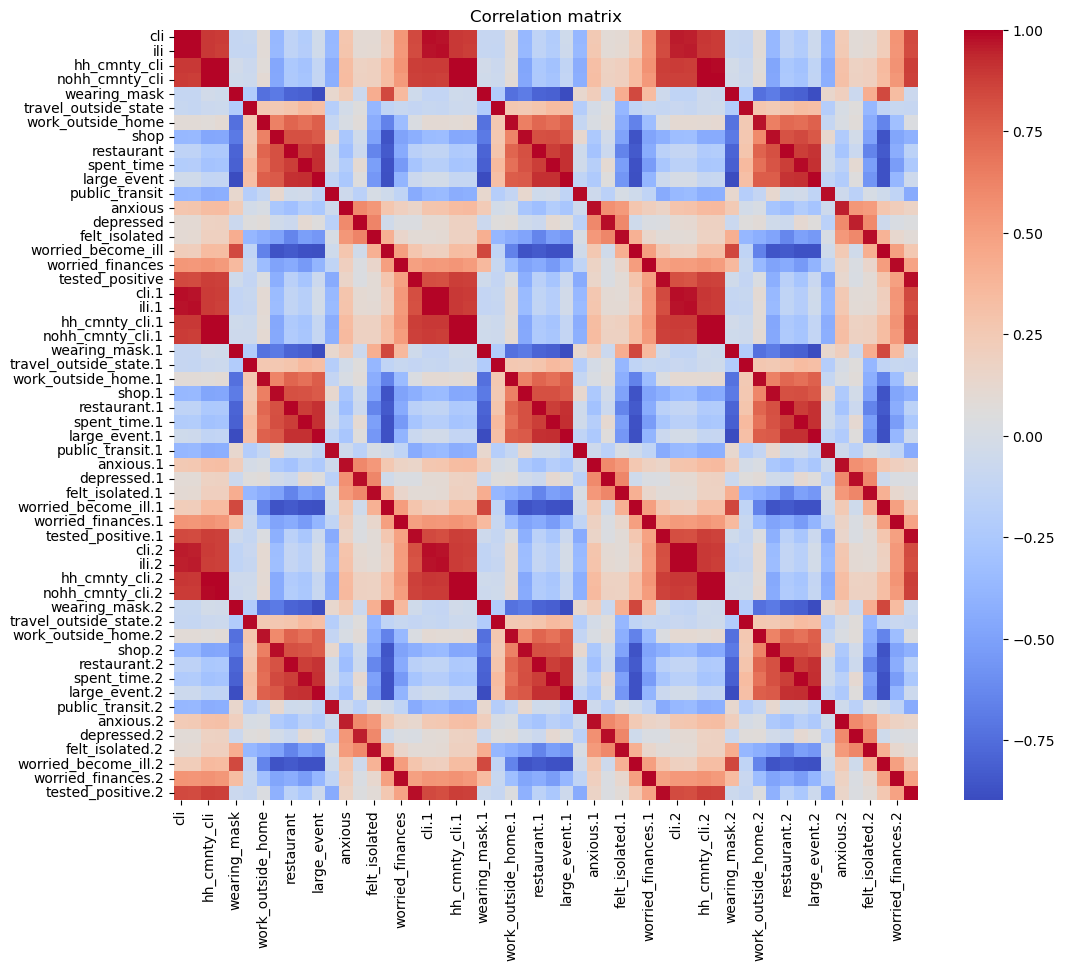 Correlation matrix
cli
ili
hh_cmnty_cli
nohh_cmnty_cli
wearing_mask
travel_outside_state
work_outside_home
shop
restaurant
spent_time
large_event
public_transit
anxious
depressed
felt_isolated
worried_become_ill
worried_finances
tested_positive
cli.1
ili.1
hh_cmnty_cli.1
nohh_cmnty_cli.1
wearing_mask.1
travel_outside_state.1
work_outside_home.1
shop.1
restaurant.1
spent_time.1
large_event.1
public_transit.1
anxious.1
depressed.1
felt_isolated.1
worried_become_ill.1
worried_finances.1
tested_positive.1
cli.2
ili.2
hh_cmnty_cli.2
nohh_cmnty_cli.2
wearing_mask.2
travel_outside_state.2
work_outside_home.2
shop.2
restaurant.2
spent_time.2
large_event.2
public_transit.2
anxious.2
depressed.2
felt_isolated.2
worried_become_ill.2
worried_finances.2
tested_positive.2
cli
hh_cmnty_cli
wearing_mask
work_outside_home
restaurant
large_event
anxious
felt_isolated
worried_finances
cli.1
hh_cmnty_cli.1
wearing_mask.1
work_outside_home.1
restaurant.1
large_event.1
anxious.1
felt_isolated.1
worried_finances.1
cli.2
hh_cmnty_cli.2
wearing_mask.2
work_outside_home.2
restaurant.2
large_event.2
anxious.2
felt_isolated.2
worried_finances.2
1.00
0.75
0.50
0.25
0.00
−0.25
−0.50
−0.75